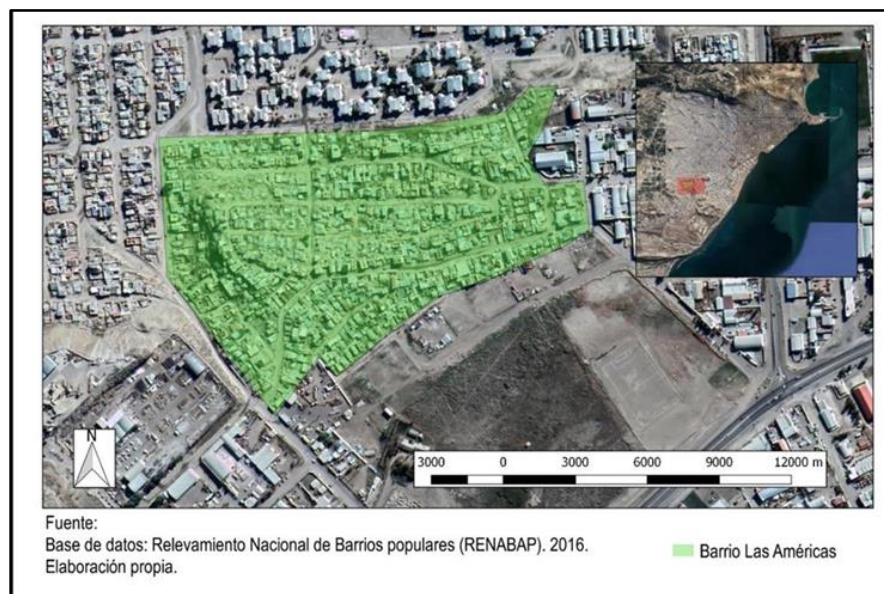 N
3000 0 3000 6000 9000 12000 m
Fuente:
Base de datos: Relevamiento Nacional de Barrios populares (RENABAP). 2016.
Elaboración propia.
Barrio Las Américas